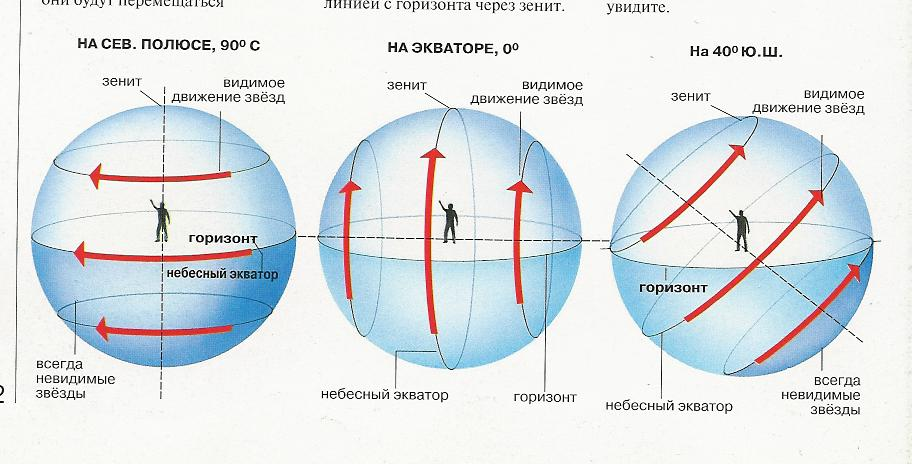 они будут перемещаться
линией с горизонта через зенит.
увидите.
НА СЕВ. ПОЛЮСЕ, 90⁰ С
зенит
видимое
движение звёзд
горизонт
небесный экватор
всегда
невидимые
звёзды
НА ЭКВАТОРЕ, 0⁰
зенит
видимое
движение звёзд
небесный экватор
горизонт
На 40⁰ Ю.Ш.
зенит
видимое
движение звёзд
горизонт
небесный экватор
всегда
невидимые
звёзды
2